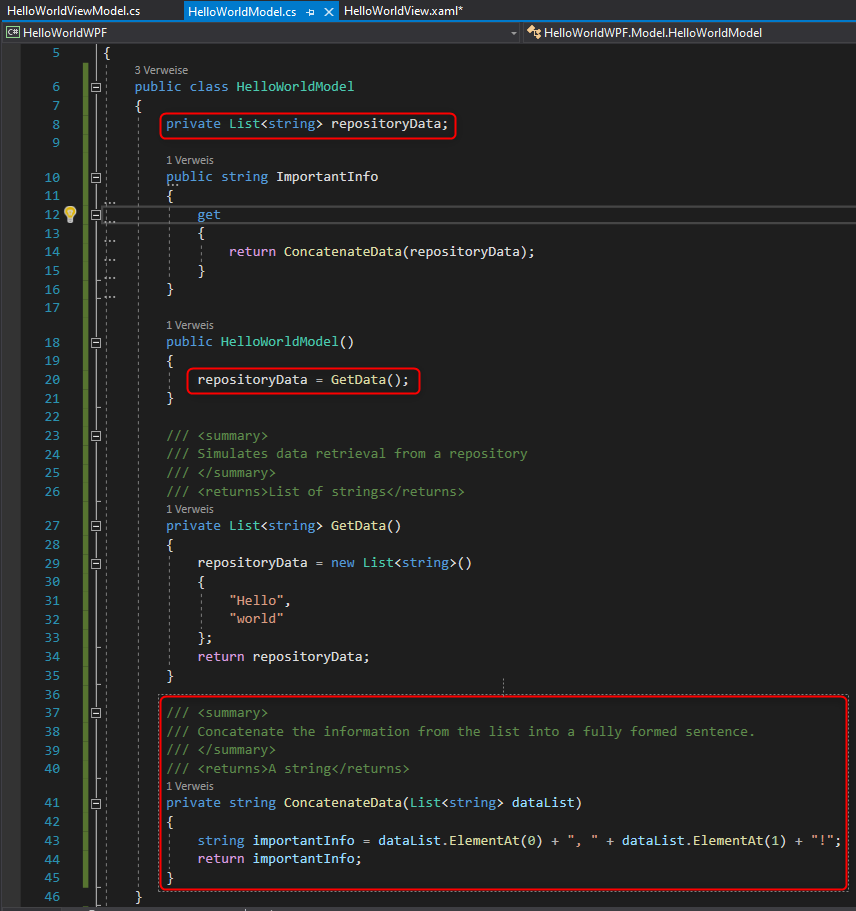 HelloWorldViewModel.cs HelloWorldModel.cs HelloWorldView.xaml*
C# HelloWorldWPF HelloWorldWPF.Model.HelloWorldModel
5 {
3 Verweise
6 public class HelloWorldModel
7 {
8 private List<string> repositoryData;
9
1 Verweis
10 public string ImportantInfo
11 {
12 get
13 {
14 return ConcatenateData(repositoryData);
15 }
16 }
17
1 Verweis
18 public HelloWorldModel()
19 {
20 repositoryData = GetData();
21 }
22
23 /// <summary>
24 /// Simulates data retrieval from a repository
25 /// </summary>
26 /// <returns>List of strings</returns>
1 Verweis
27 private List<string> GetData()
28 {
29 repositoryData = new List<string>()
30 {
31 "Hello",
32 "world"
33 };
34 return repositoryData;
35 }
36
37 /// <summary>
38 /// Concatenate the information from the list into a fully formed sentence.
39 /// </summary>
40 /// <returns>A string</returns>
1 Verweis
41 private string ConcatenateData(List<string> dataList)
42 {
43 string importantInfo = dataList.ElementAt(0) + ", " + dataList.ElementAt(1) + "!";
44 return importantInfo;
45 }
46 }